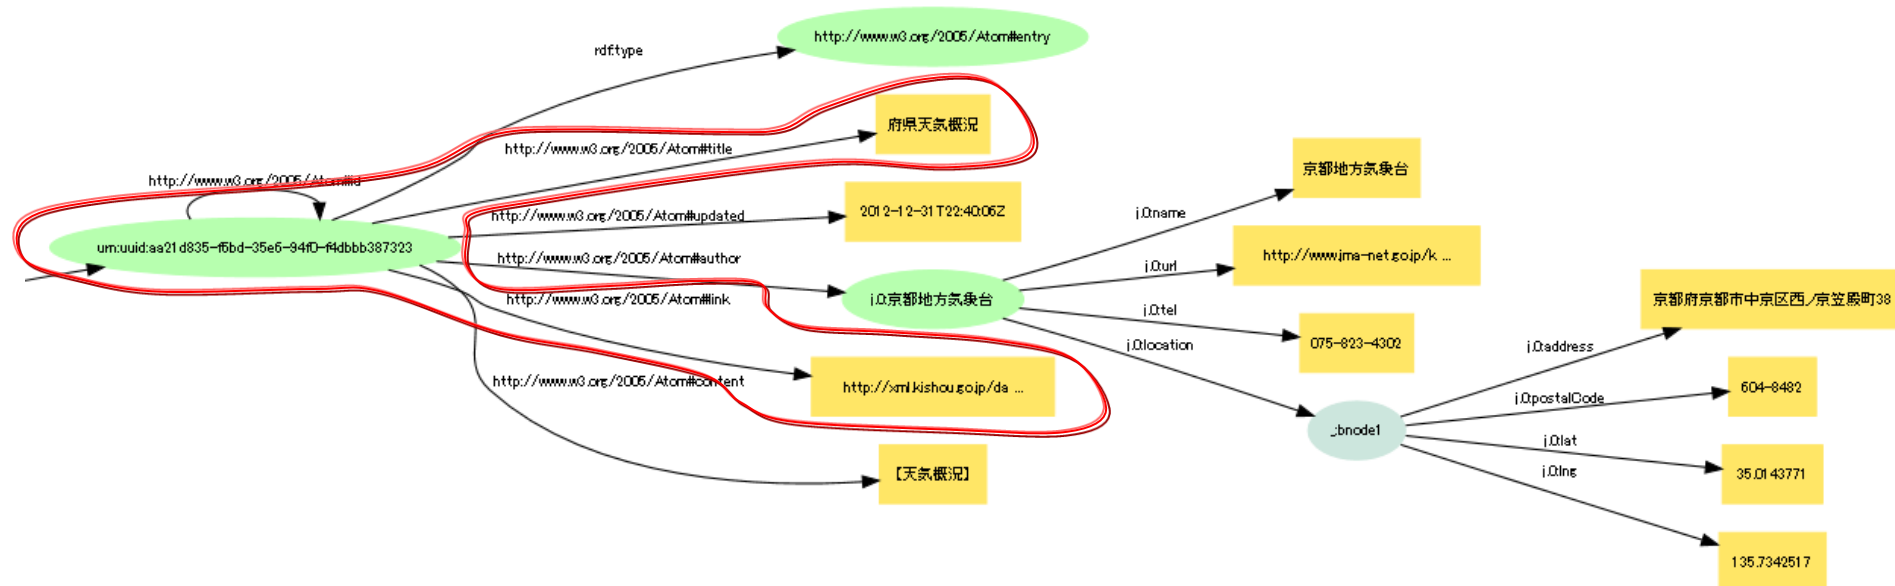 http://www.w3.org/2005/Atom#entry
rdf:type
府県天気概況
http://www.w3.org/2005/Atom#title
http://www.w3.org/2005/Atom#id
2012-12-31T22:40:06Z
http://www.w3.org/2005/Atom#updated
urn:uuid:aa21d835-f5bd-35e6-94f0-f4dbbb387323
http://www.w3.org/2005/Atom#author
j.0:京都地方気象台
http://www.w3.org/2005/Atom#link
http://xml.kishou.go.jp/da ...
http://www.w3.org/2005/Atom#content
【天気概況】
j.0:name
京都地方気象台
j.0:url
http://www.jma-net.go.jp/k ...
j.0:tel
075-823-4302
j.0:location
_:bnode1
j.0:address
京都府京都市中京区西ノ京笠殿町38
j.0:postalCode
604-8482
j.0:lat
35.0143771
j.0:lng
135.7342517